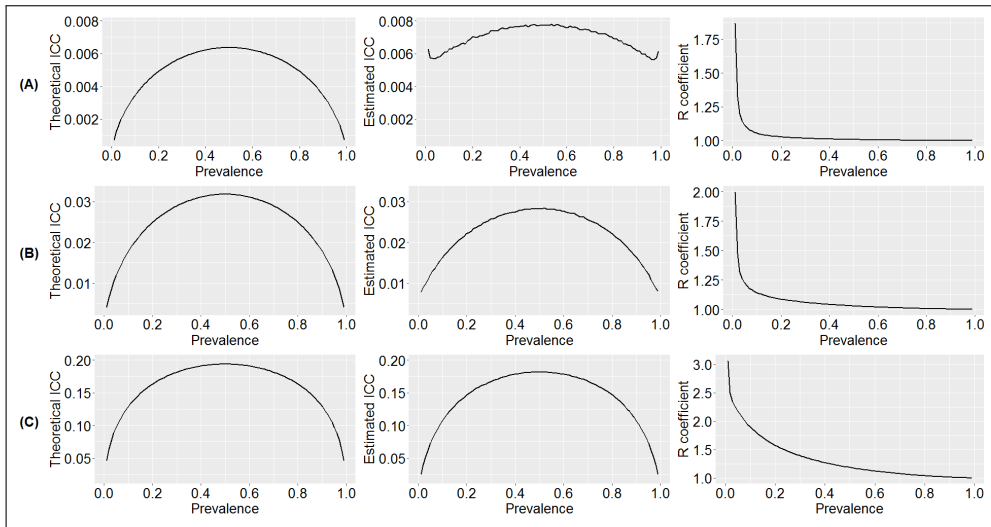 (A)
Theoretical ICC
0.008
0.006
0.004
0.002
0.0 0.2 0.4 0.6 0.8 1.0
Prevalence
Estimated ICC
0.008
0.006
0.004
0.002
0.0 0.2 0.4 0.6 0.8 1.0
Prevalence
R coefficient
1.75
1.50
1.25
1.00
0.0 0.2 0.4 0.6 0.8 1.0
Prevalence
(B)
Theoretical ICC
0.03
0.02
0.01
0.0 0.2 0.4 0.6 0.8 1.0
Prevalence
Estimated ICC
0.03
0.02
0.01
0.0 0.2 0.4 0.6 0.8 1.0
Prevalence
R coefficient
2.00
1.75
1.50
1.25
1.00
0.0 0.2 0.4 0.6 0.8 1.0
Prevalence
(C)
Theoretical ICC
0.20
0.15
0.10
0.05
0.0 0.2 0.4 0.6 0.8 1.0
Prevalence
Estimated ICC
0.20
0.15
0.10
0.05
0.0 0.2 0.4 0.6 0.8 1.0
Prevalence
R coefficient
3.0
2.5
2.0
1.5
1.0
0.0 0.2 0.4 0.6 0.8 1.0
Prevalence